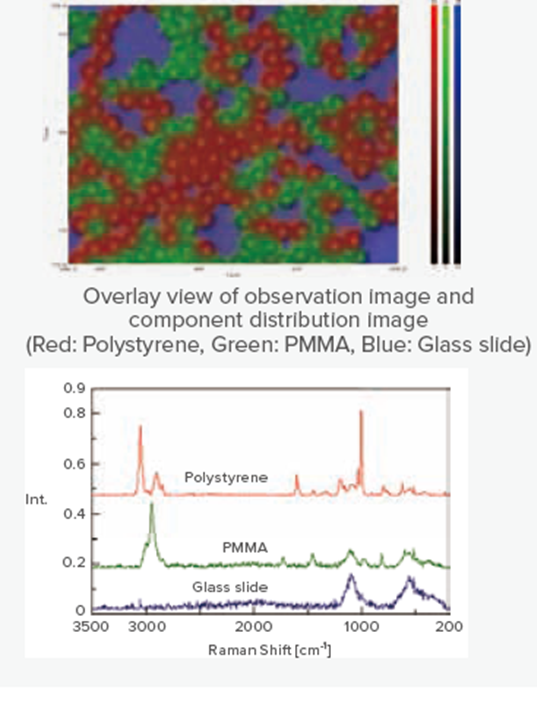 Overlay view of observation image and
component distribution image
(Red: Polystyrene, Green: PMMA, Blue: Glass slide)
0.9
0.8
Polystyrene
0.6
Int.
0.4
PMMA
0.2
Glass slide
0
3500 3000 2000 1000 200
Raman Shift [cm⁻¹]